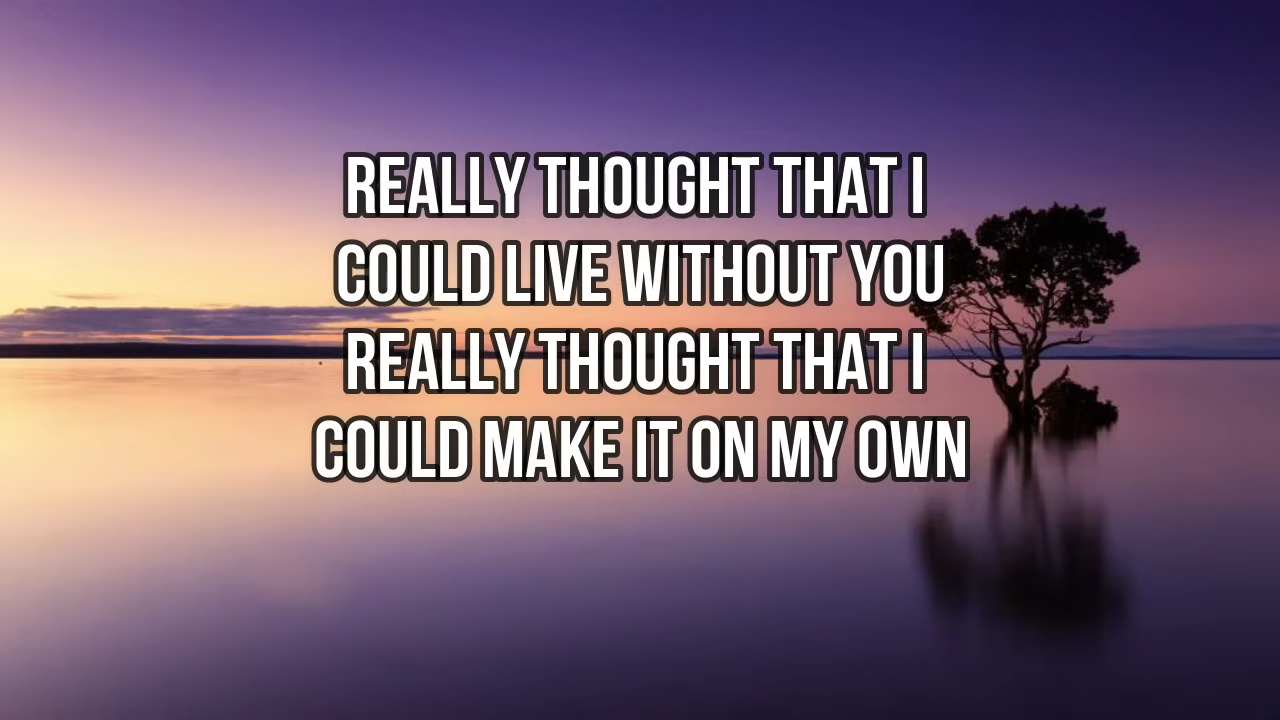 REALLY THOUGHT THAT I
COULD LIVE WITHOUT YOU
REALLY THOUGHT THAT I
COULD MAKE IT ON MY OWN